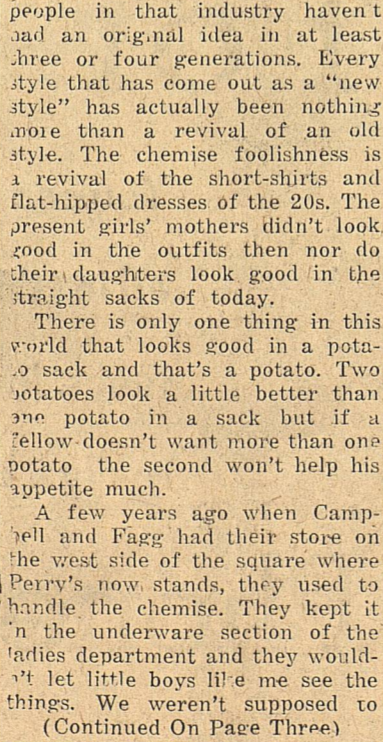 people in that industry haven't
had an original idea in at least
three or four generations. Every
style that has come out as a "new
style" has actually been nothing
more than a revival of an old
style. The chemise foolishness is
a revival of the short-shirts and
flat-hipped dresses of the 20s. The
present girls' mothers didn't look
good in the outfits then nor do
their daughters look good in the
straight sacks of today.
There is only one thing in this
world that looks good in a pota-
to sack and that's a potato. Two
potatoes look a little better than
one potato in a sack but if a
fellow doesn't want more than one
potato the second won't help his
appetite much.
A few years ago when Camp-
bell and Fagg had their store on
the west side of the square where
Perry's now stands, they used to
handle the chemise. They kept it
in the underware section of the
ladies department and they would-
n't let little boys like me see the
things. We weren't supposed to
(Continued On Page Three)